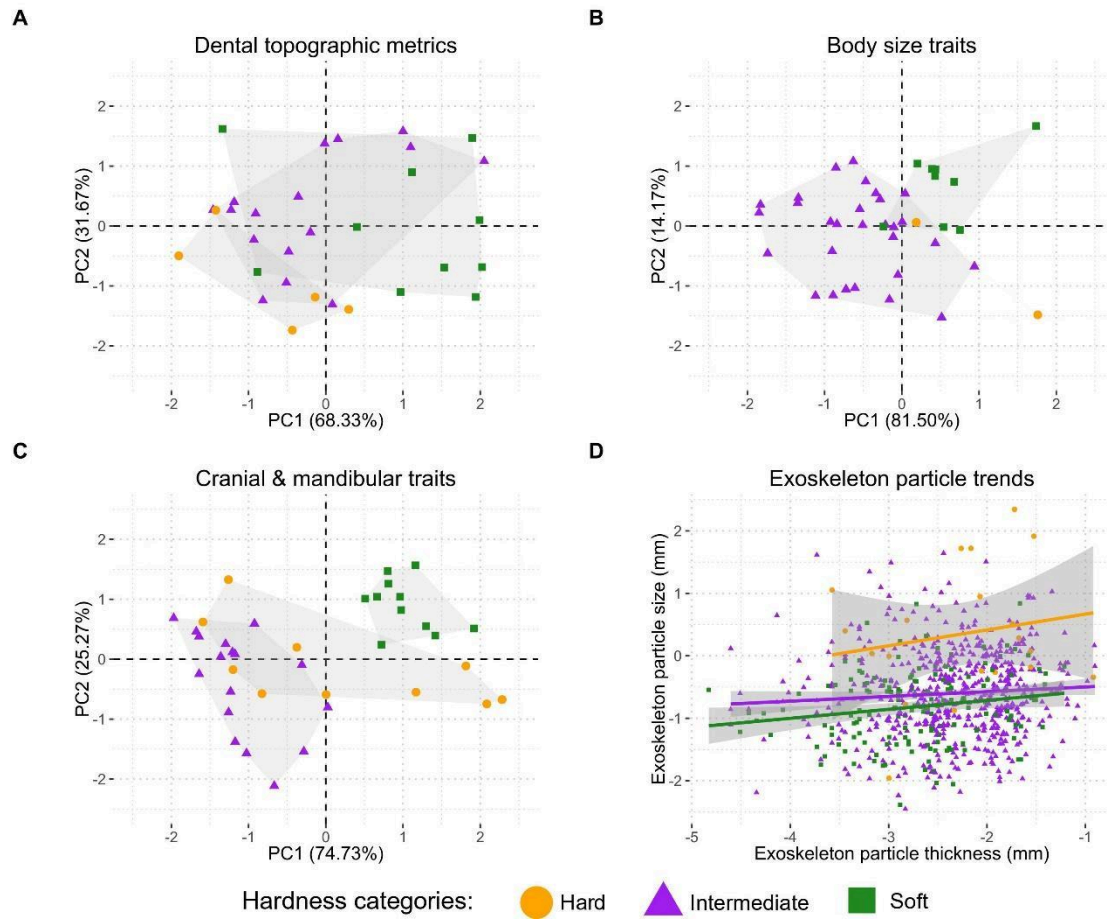 A
Dental topographic metrics
PC2 (31.67%)
2
1
0
-1
-2
-2 -1 0 1 2
PC1 (68.33%)
B
Body size traits
PC2 (14.17%)
2
1
0
-1
-2
-2 -1 0 1 2
PC1 (81.50%)
C
Cranial & mandibular traits
PC2 (25.27%)
2
1
0
-1
-2
-2 -1 0 1 2
PC1 (74.73%)
D
Exoskeleton particle trends
Exoskeleton particle size (mm)
2
1
0
-1
-2
-5 -4 -3 -2 -1
Exoskeleton particle thickness (mm)
Hardness categories: Hard Intermediate Soft